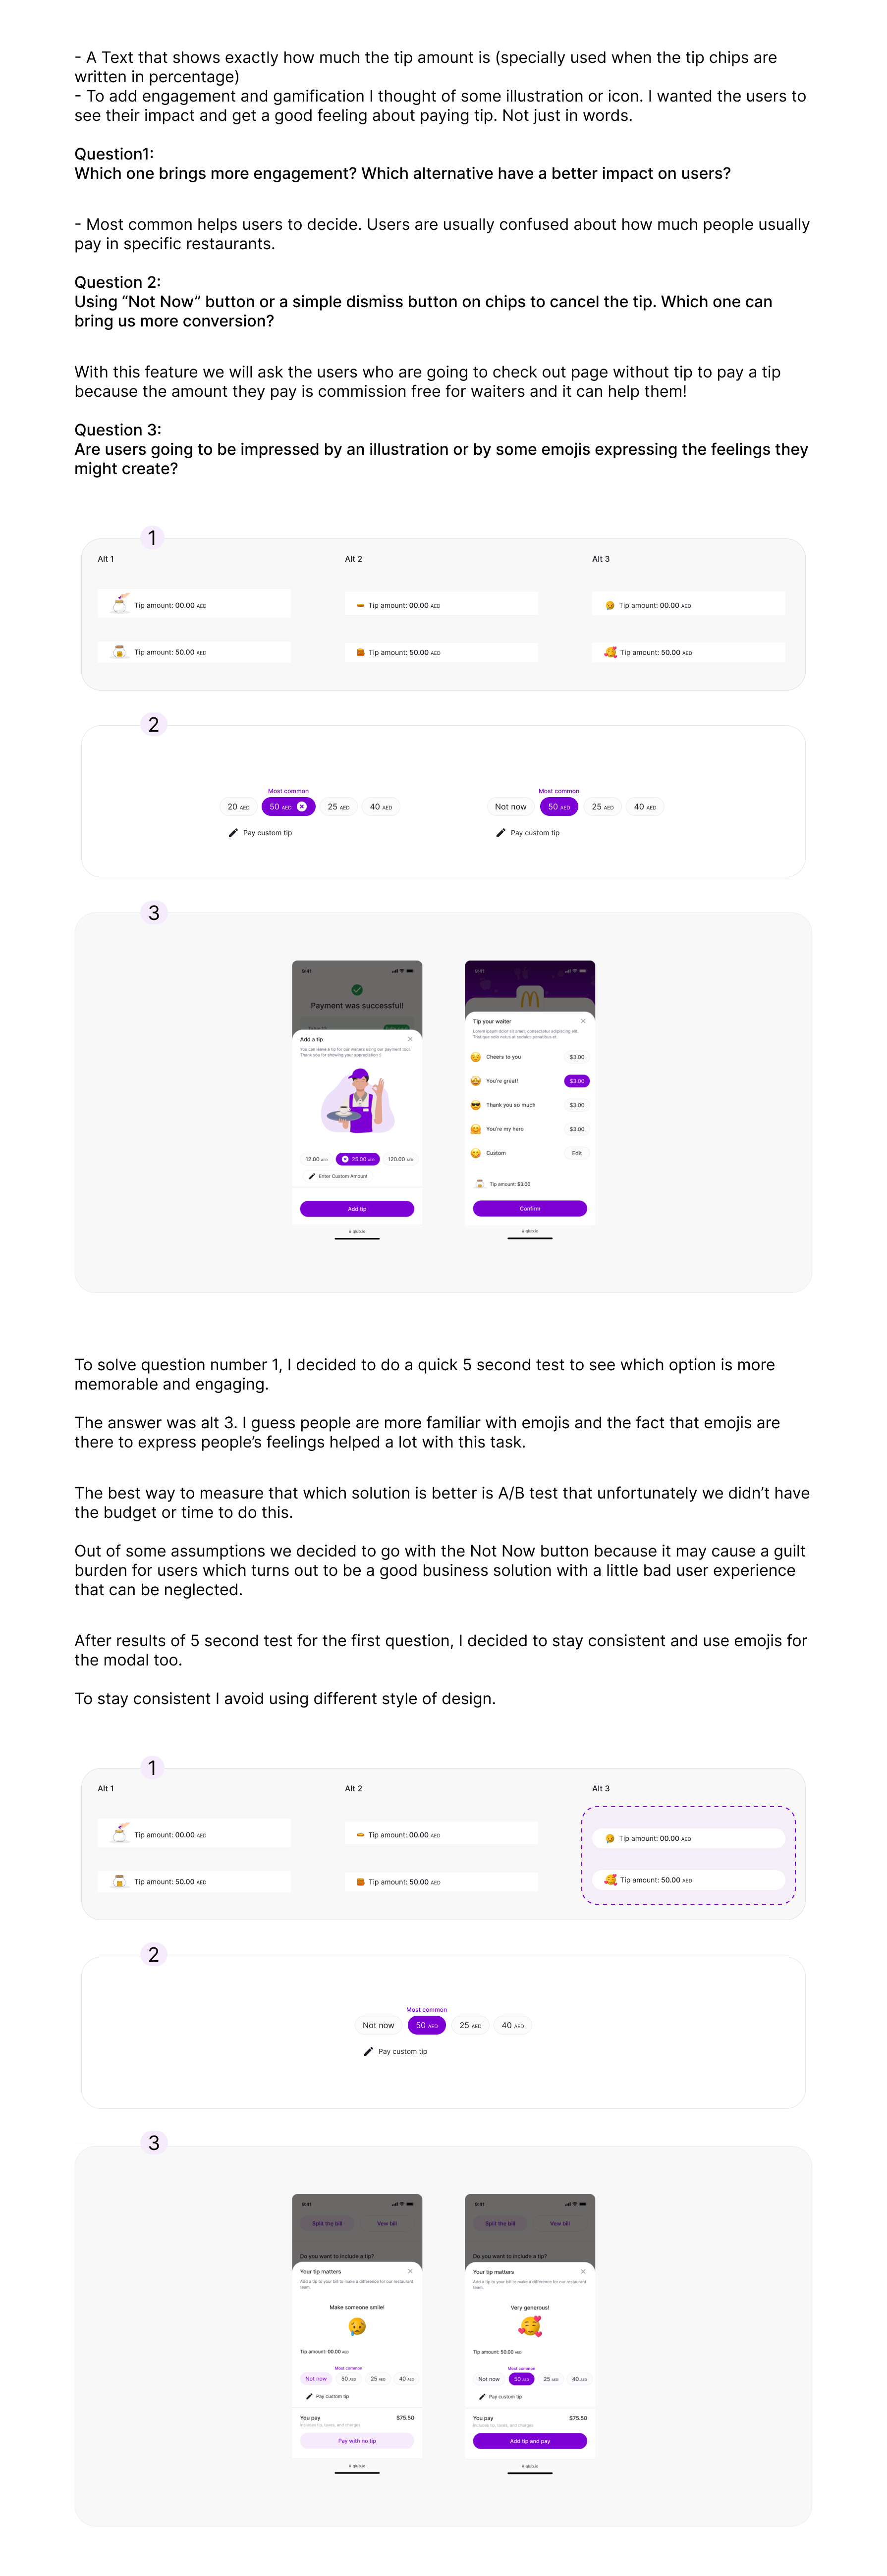 - A Text that shows exactly how much the tip amount is (specially used when the tip chips are
written in percentage)
- To add engagement and gamification I thought of some illustration or icon. I wanted the users to
see their impact and get a good feeling about paying tip. Not just in words.
Question1:
Which one brings more engagement? Which alternative have a better impact on users?
- Most common helps users to decide. Users are usually confused about how much people usually
pay in specific restaurants.
Question 2:
Using “Not Now” button or a simple dismiss button on chips to cancel the tip. Which one can
bring us more conversion?
With this feature we will ask the users who are going to check out page without tip to pay a tip
because the amount they pay is commission free for waiters and it can help them!
Question 3:
Are users going to be impressed by an illustration or by some emojis expressing the feelings they
might create?
1
Alt 1 Alt 2 Alt 3
Tip amount: 00.00 AED Tip amount: 00.00 AED Tip amount: 00.00 AED
Tip amount: 50.00 AED Tip amount: 50.00 AED Tip amount: 50.00 AED
2
Most common Most common
20 AED 50 AED 25 AED 40 AED Not now 50 AED 25 AED 40 AED
Pay custom tip Pay custom tip
3
9:41
Payment was successful!
Add a tip
You can leave a tip for our waiters using our payment tool.
Thank you for showing your appreciation :)
12.00 AED 25.00 AED 120.00 AED
Enter Custom Amount
Add tip
qlub.io
9:41
Tip your waiter
Lorem ipsum dolor sit amet, consectetur adipiscing elit.
Tristique odio netus at sodales penatibus et.
Cheers to you $3.00
You're great! $3.00
Thank you so much $3.00
You're my hero $3.00
Custom Edit
Tip amount: $3.00
Confirm
qlub.io
To solve question number 1, I decided to do a quick 5 second test to see which option is more
memorable and engaging.
The answer was alt 3. I guess people are more familiar with emojis and the fact that emojis are
there to express people’s feelings helped a lot with this task.
The best way to measure that which solution is better is A/B test that unfortunately we didn’t have
the budget or time to do this.
Out of some assumptions we decided to go with the Not Now button because it may cause a guilt
burden for users which turns out to be a good business solution with a little bad user experience
that can be neglected.
After results of 5 second test for the first question, I decided to stay consistent and use emojis for
the modal too.
To stay consistent I avoid using different style of design.
1
Alt 1 Alt 2 Alt 3
Tip amount: 00.00 AED Tip amount: 00.00 AED Tip amount: 00.00 AED
Tip amount: 50.00 AED Tip amount: 50.00 AED Tip amount: 50.00 AED
2
Most common
Not now 50 AED 25 AED 40 AED
Pay custom tip
3
9:41
Split the bill Vew bill
Do you want to include a tip?
Your tip matters
Add a tip to your bill to make a difference for our restaurant
team.
Make someone smile!
Tip amount: 00.00 AED
Most common
Not now 50 AED 25 AED 40 AED
Pay custom tip
You pay $75.50
Includes tip, taxes, and charges
Pay with no tip
qlub.io
9:41
Split the bill Vew bill
Do you want to include a tip?
Your tip matters
Add a tip to your bill to make a difference for our restaurant
team.
Very generous!
Tip amount: 50.00 AED
Most common
Not now 50 AED 25 AED 40 AED
Pay custom tip
You pay $75.50
Includes tip, taxes, and charges
Add tip and pay
qlub.io